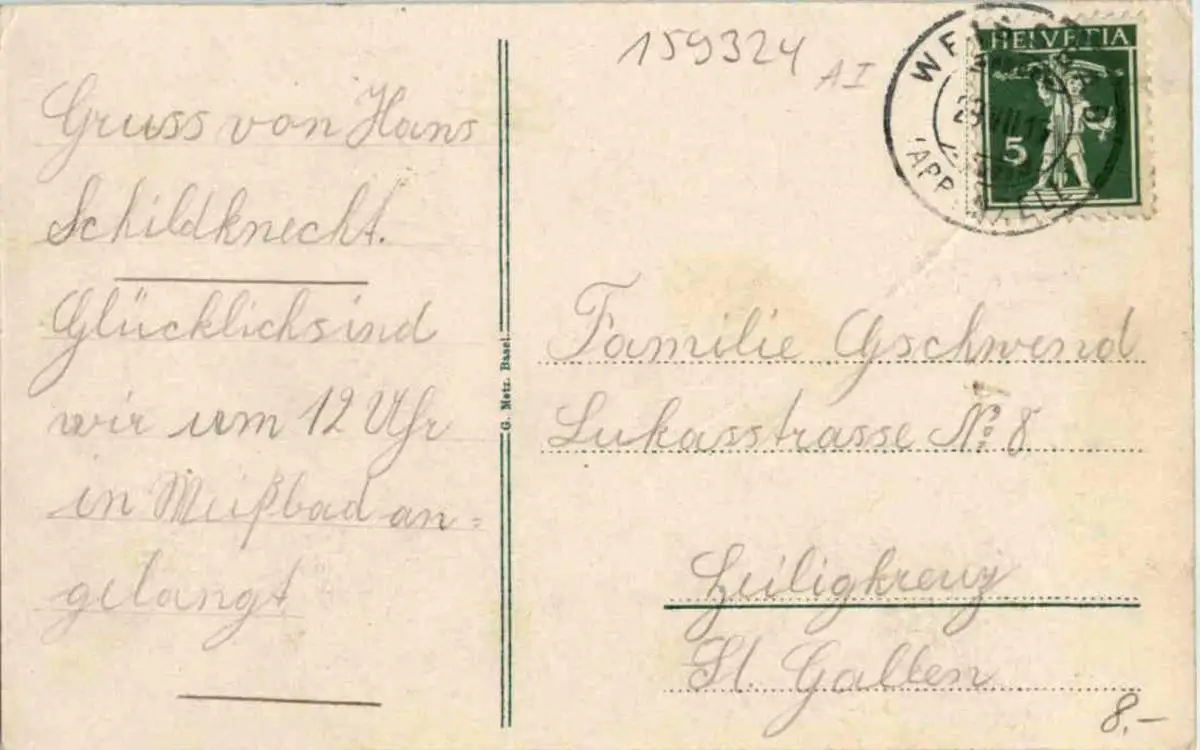 159324
AI
HELVETIA
5
Gruss von Hans
Schildknecht.
Glücklich sind
wir um 12 Uhr
in Weißbad an=
gelangt
G. Metz, Basel.
Familie Gschwend
Lukasstrasse No: 8
Heiligkreuz
St. Gallen
8.-